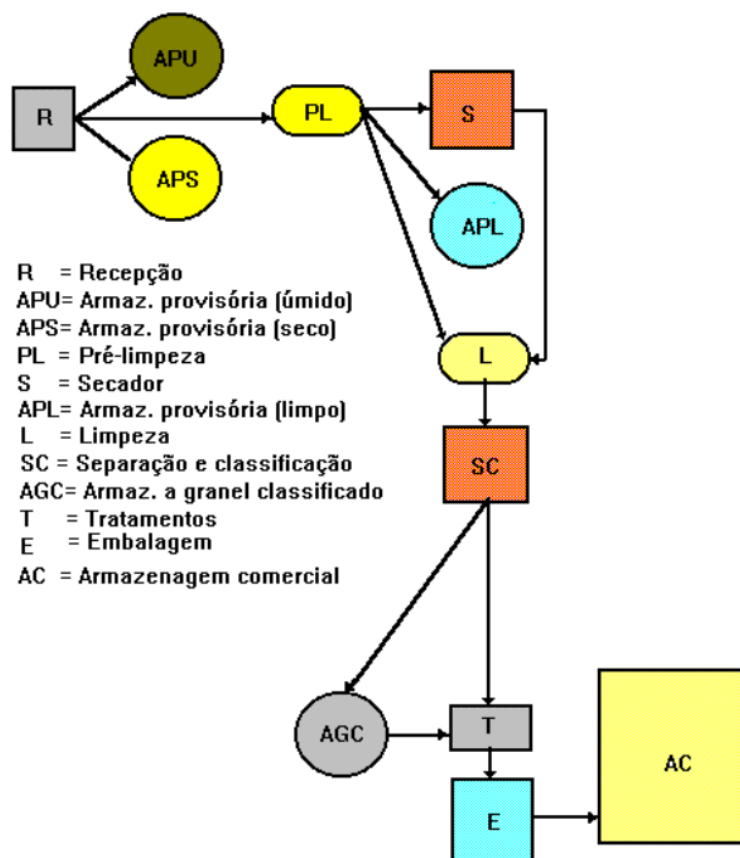 APU
R
PL
S
APS
APL
R = Recepção
APU= Armaz. provisória (úmido)
APS= Armaz. provisória (seco)
PL = Pré-limpeza
S = Secador
APL= Armaz. provisória (limpo)
L = Limpeza
SC = Separação e classificação
AGC= Armaz. a granel classificado
T = Tratamentos
E = Embalagem
AC = Armazenagem comercial
L
SC
AGC
T
E
AC